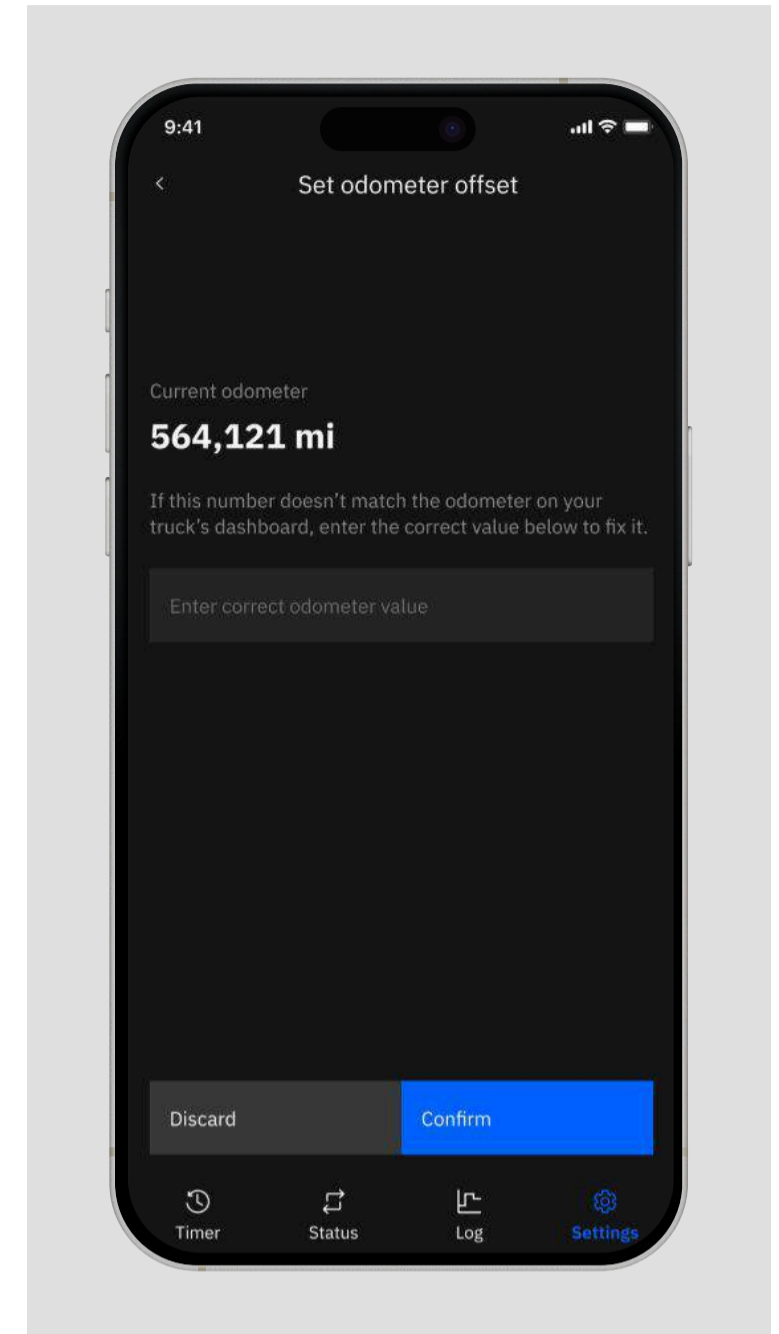 9:41
Set odometer offset
Current odometer
564,121 mi
If this number doesn’t match the odometer on your
truck’s dashboard, enter the correct value below to fix it.
Enter correct odometer value
Discard
Confirm
Timer
Status
Log
Settings